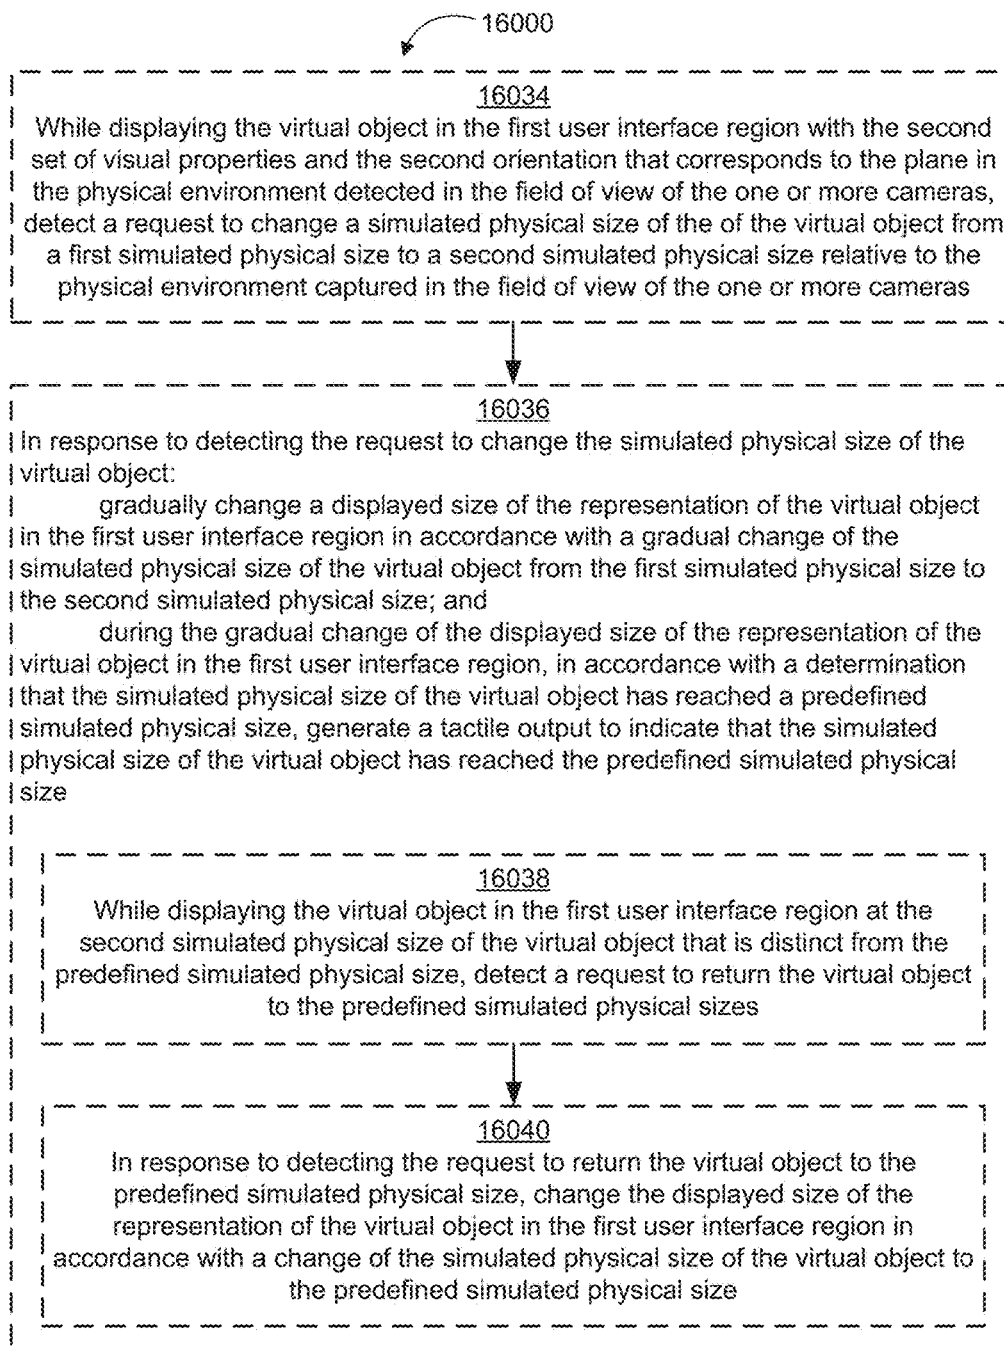 16000
16034
While displaying the virtual object in the first user interface region with the second
set of visual properties and the second orientation that corresponds to the plane in
the physical environment detected in the field of view of the one or more cameras,
detect a request to change a simulated physical size of the of the virtual object from
a first simulated physical size to a second simulated physical size relative to the
physical environment captured in the field of view of the one or more cameras
16036
In response to detecting the request to change the simulated physical size of the
virtual object:
gradually change a displayed size of the representation of the virtual object
in the first user interface region in accordance with a gradual change of the
simulated physical size of the virtual object from the first simulated physical size to
the second simulated physical size; and
during the gradual change of the displayed size of the representation of the
virtual object in the first user interface region, in accordance with a determination
that the simulated physical size of the virtual object has reached a predefined
simulated physical size, generate a tactile output to indicate that the simulated
physical size of the virtual object has reached the predefined simulated physical
size
16038
While displaying the virtual object in the first user interface region at the
second simulated physical size of the virtual object that is distinct from the
predefined simulated physical size, detect a request to return the virtual object
to the predefined simulated physical sizes
16040
In response to detecting the request to return the virtual object to the
predefined simulated physical size, change the displayed size of the
representation of the virtual object in the first user interface region in
accordance with a change of the simulated physical size of the virtual object to
the predefined simulated physical size